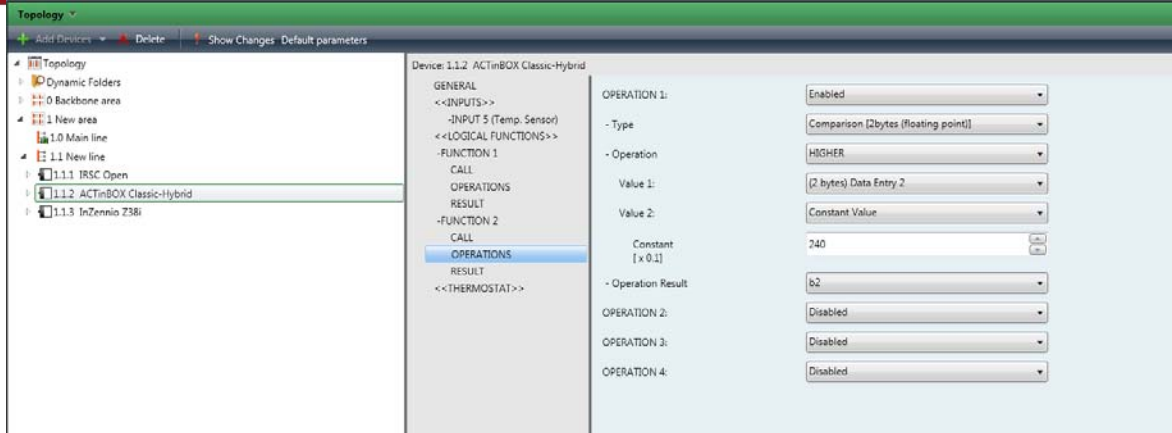 Topology
Add Devices Delete Show Changes Default parameters
Topology
Dynamic Folders
0 Backbone area
1 New area
1.0 Main line
1.1 New line
1.1.1 IRSC Open
1.1.2 ACTinBOX Classic-Hybrid
1.1.3 InZennio Z38i
Device: 1.1.2 ACTinBOX Classic-Hybrid
GENERAL
<<INPUTS>>
-INPUT 5 (Temp. Sensor)
<<LOGICAL FUNCTIONS>>
-FUNCTION 1
CALL
OPERATIONS
RESULT
-FUNCTION 2
CALL
OPERATIONS
RESULT
<<THERMOSTAT>>
OPERATION 1: Enabled
- Type Comparison [2bytes (floating point)]
- Operation HIGHER
Value 1: (2 bytes) Data Entry 2
Value 2: Constant Value
Constant 240
[ x 0.1]
- Operation Result b2
OPERATION 2: Disabled
OPERATION 3: Disabled
OPERATION 4: Disabled